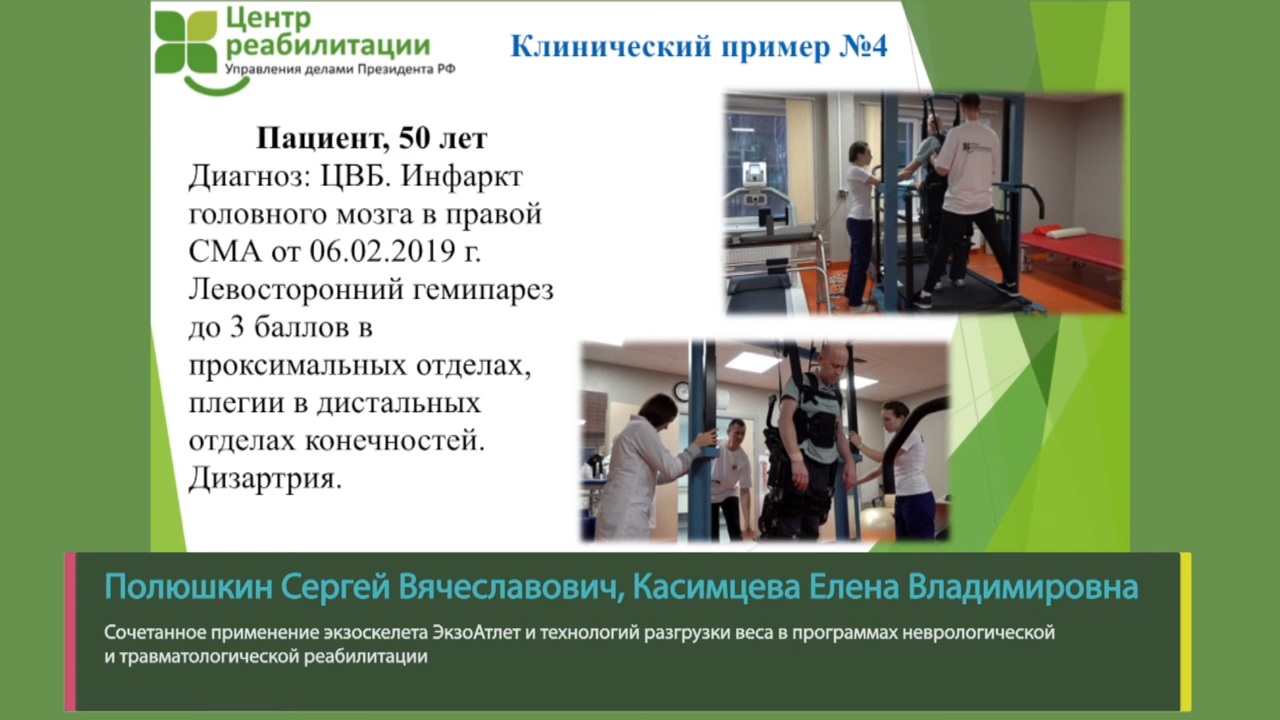 Центр
реабилитации
Управления делами Президента РФ
Клинический пример №4
Пациент, 50 лет
Диагноз: ЦВБ. Инфаркт
головного мозга в правой
СМА от 06.02.2019 г.
Левосторонний гемипарез
до 3 баллов в
проксимальных отделах,
плегии в дистальных
отделах конечностей.
Дизартрия.
Полюшкин Сергей Вячеславович, Касимцева Елена Владимировна
Сочетанное применение экзоскелета ЭкзоАтлет и технологий разгрузки веса в программах неврологической
и травматологической реабилитации